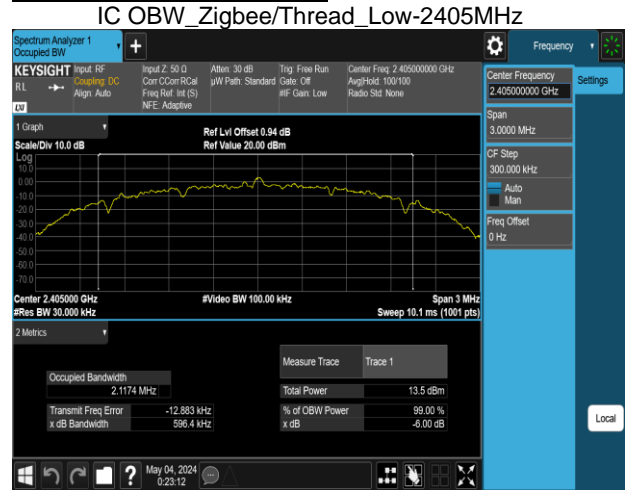 IC OBW_Zigbee/Thread_Low-2405MHz
Spectrum Analyzer 1
Occupied BW
+
Frequency
KEYSIGHT
RL
LXI
Input: RF
Coupling: DC
Align: Auto
Input Z: 50 Ω
Corr CCorr RCal
Freq Ref: Int (S)
NFE: Adaptive
Atten: 30 dB
µW Path: Standard
Trig: Free Run
Gate: Off
#IF Gain: Low
Center Freq: 2.405000000 GHz
Avg|Hold: 100/100
Radio Std: None
Center Frequency
2.405000000 GHz
Settings
Span
3.0000 MHz
CF Step
300.000 kHz
Auto
Man
Freq Offset
0 Hz
Local
1 Graph
Scale/Div 10.0 dB
Ref Lvl Offset 0.94 dB
Ref Value 20.00 dBm
Log
10.0
0.00
-10.0
-20.0
-30.0
-40.0
-50.0
-60.0
-70.0
Center 2.405000 GHz
#Video BW 100.00 kHz
Span 3 MHz
#Res BW 30.000 kHz
Sweep 10.1 ms (1001 pts)
2 Metrics
Measure Trace
Trace 1
Occupied Bandwidth
2.1174 MHz
Total Power
13.5 dBm
Transmit Freq Error
-12.883 kHz
% of OBW Power
99.00 %
x dB Bandwidth
596.4 kHz
x dB
-6.00 dB
?
May 04, 2024
0:23:12